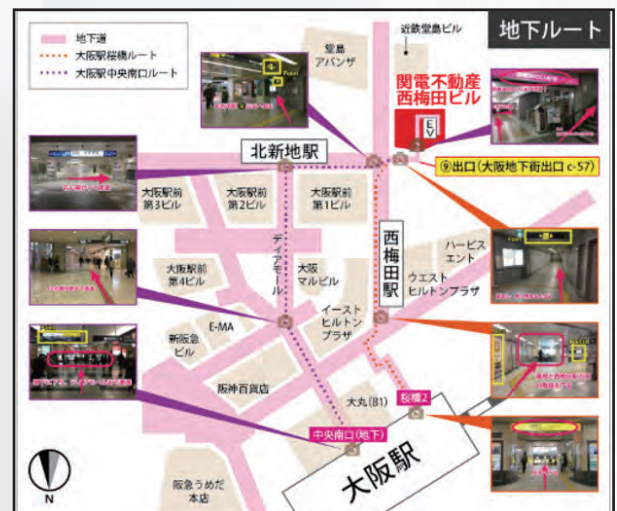 地下ルート
地下道
大阪駅桜橋ルート
大阪駅中央南口ルート
近鉄堂島ビル
堂島
アバンザ
関電不動産
西梅田ビル
EV
⑨出口(大阪地下街出口 c-57)
北新地駅
大阪駅前
第3ビル
大阪駅前
第2ビル
大阪駅前
第1ビル
西梅田駅
ディアモール
大阪駅前
第4ビル
大阪
マルビル
ハービス
エント
ウエスト
ヒルトンプラザ
イースト
ヒルトン
プラザ
E-MA
新阪急
ビル
阪神百貨店
大丸(B1)
桜橋2
中央南口(地下)
大阪駅
阪急うめだ
本店
N